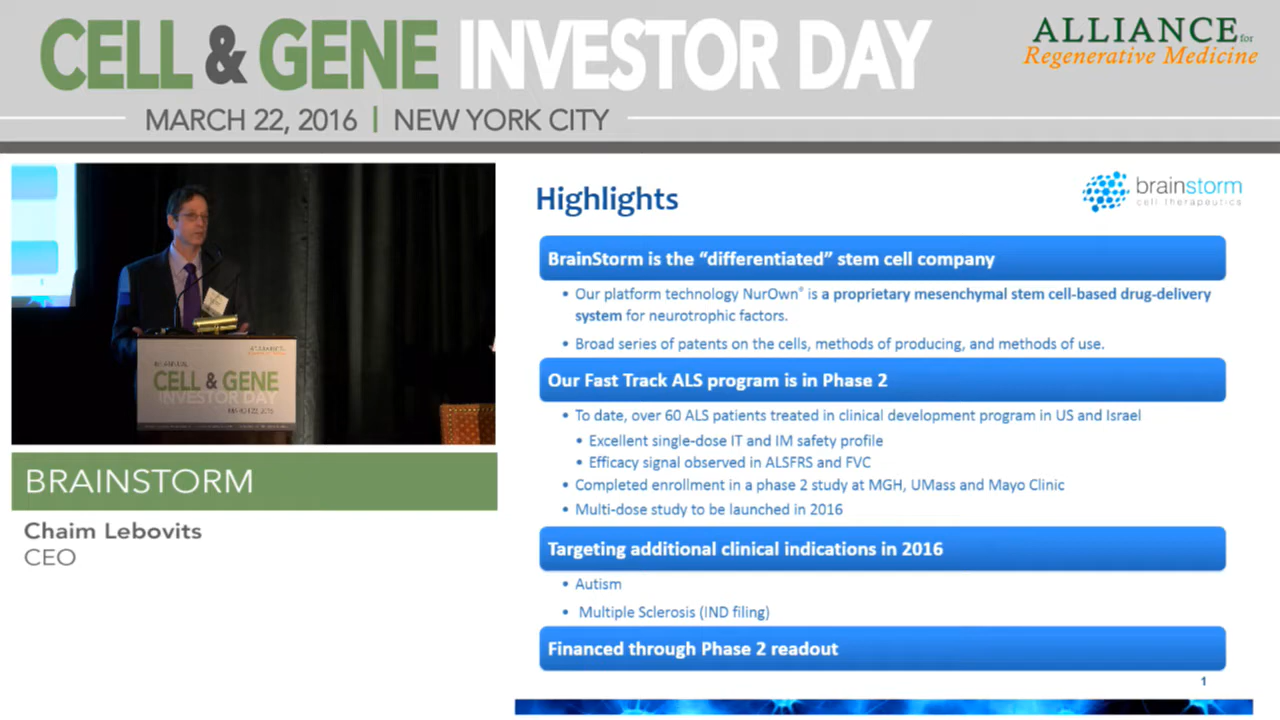 CELL & GENE INVESTOR DAY
MARCH 22, 2016 | NEW YORK CITY
ALLIANCE for
Regenerative Medicine
ALLIANCE
CELL & GENE
INVESTOR DAY
BRAINSTORM
Chaim Lebovits
CEO
Highlights
brainstorm
cell therapeutics
BrainStorm is the “differentiated” stem cell company
• Our platform technology NurOwn® is a proprietary mesenchymal stem cell-based drug-delivery
system for neurotrophic factors.
• Broad series of patents on the cells, methods of producing, and methods of use.
Our Fast Track ALS program is in Phase 2
• To date, over 60 ALS patients treated in clinical development program in US and Israel
• Excellent single-dose IT and IM safety profile
• Efficacy signal observed in ALSFRS and FVC
• Completed enrollment in a phase 2 study at MGH, UMass and Mayo Clinic
• Multi-dose study to be launched in 2016
Targeting additional clinical indications in 2016
• Autism
• Multiple Sclerosis (IND filing)
Financed through Phase 2 readout
1